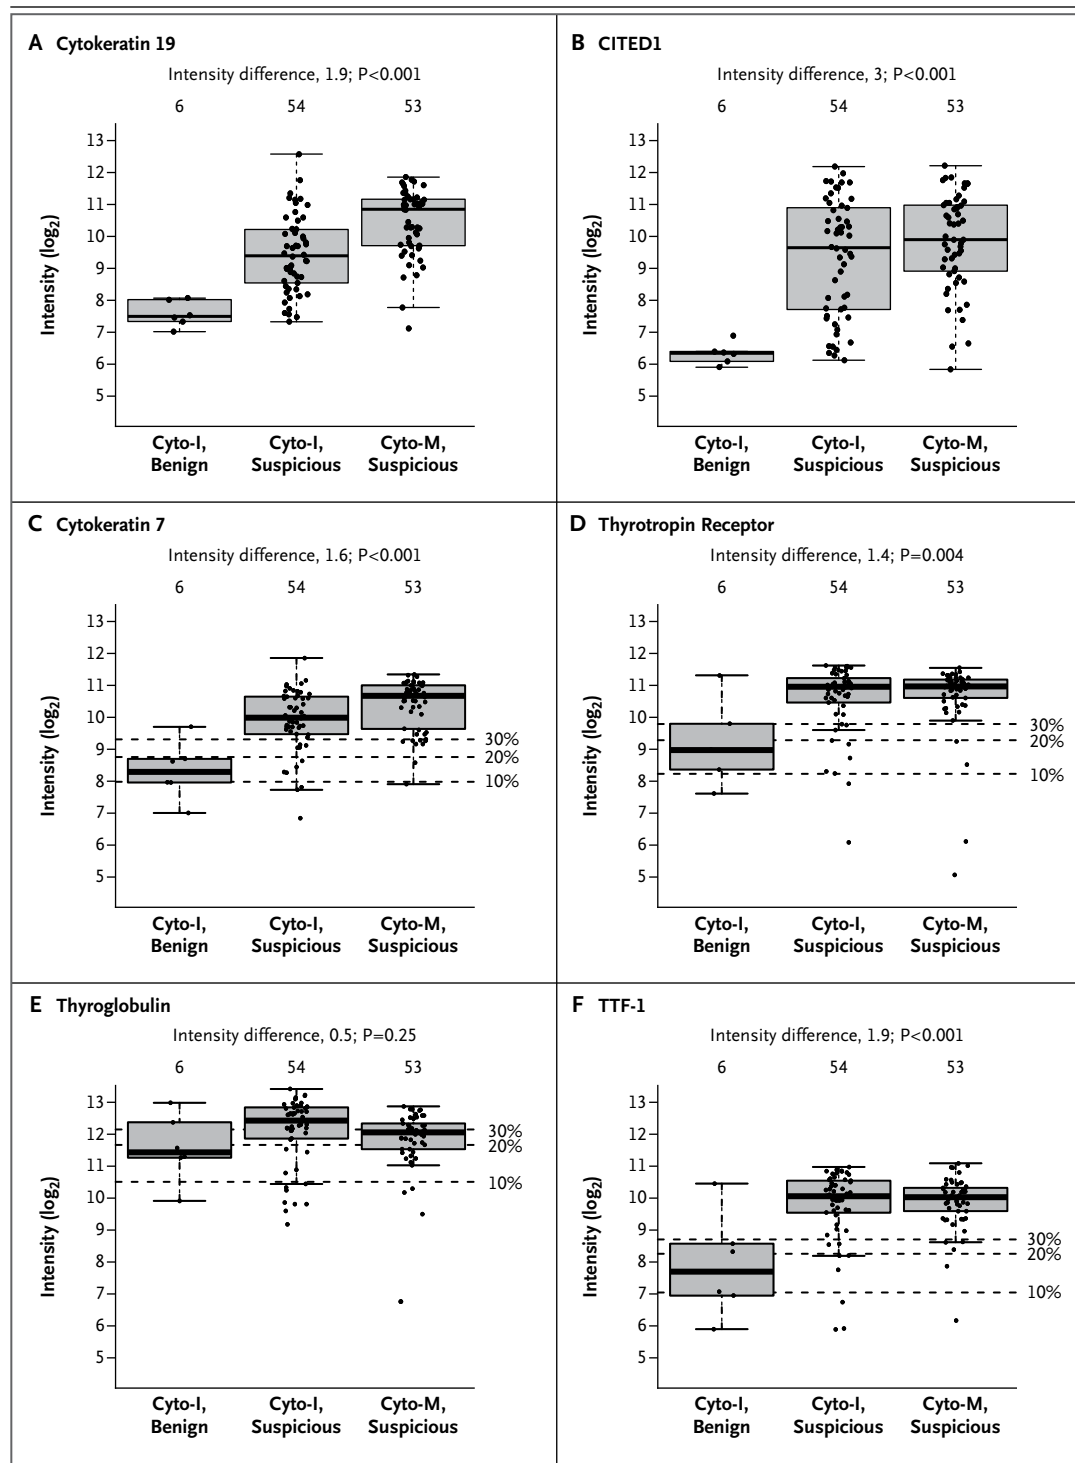 A Cytokeratin 19
Intensity difference, 1.9; P<0.001
6 54 53
13
12
11
10
9
8
7
6
5
Intensity (log2)
Cyto-I, Benign
Cyto-I, Suspicious
Cyto-M, Suspicious
B CITED1
Intensity difference, 3; P<0.001
6 54 53
13
12
11
10
9
8
7
6
5
Intensity (log2)
Cyto-I, Benign
Cyto-I, Suspicious
Cyto-M, Suspicious
C Cytokeratin 7
Intensity difference, 1.6; P<0.001
6 54 53
13
12
11
10
9
8
7
6
5
Intensity (log2)
30%
20%
10%
Cyto-I, Benign
Cyto-I, Suspicious
Cyto-M, Suspicious
D Thyrotropin Receptor
Intensity difference, 1.4; P=0.004
6 54 53
13
12
11
10
9
8
7
6
5
Intensity (log2)
30%
20%
10%
Cyto-I, Benign
Cyto-I, Suspicious
Cyto-M, Suspicious
E Thyroglobulin
Intensity difference, 0.5; P=0.25
6 54 53
13
12
11
10
9
8
7
6
5
Intensity (log2)
30%
20%
10%
Cyto-I, Benign
Cyto-I, Suspicious
Cyto-M, Suspicious
F TTF-1
Intensity difference, 1.9; P<0.001
6 54 53
13
12
11
10
9
8
7
6
5
Intensity (log2)
30%
20%
10%
Cyto-I, Benign
Cyto-I, Suspicious
Cyto-M, Suspicious